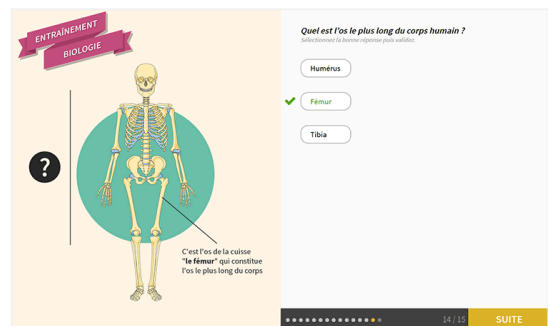 ENTRAÎNEMENT
BIOLOGIE
?
C'est l'os de la cuisse
"le fémur" qui constitue
l'os le plus long du corps
Quel est l'os le plus long du corps humain ?
Sélectionnez la bonne réponse puis validez.
Humérus
Fémur
Tibia
14 / 15
SUITE